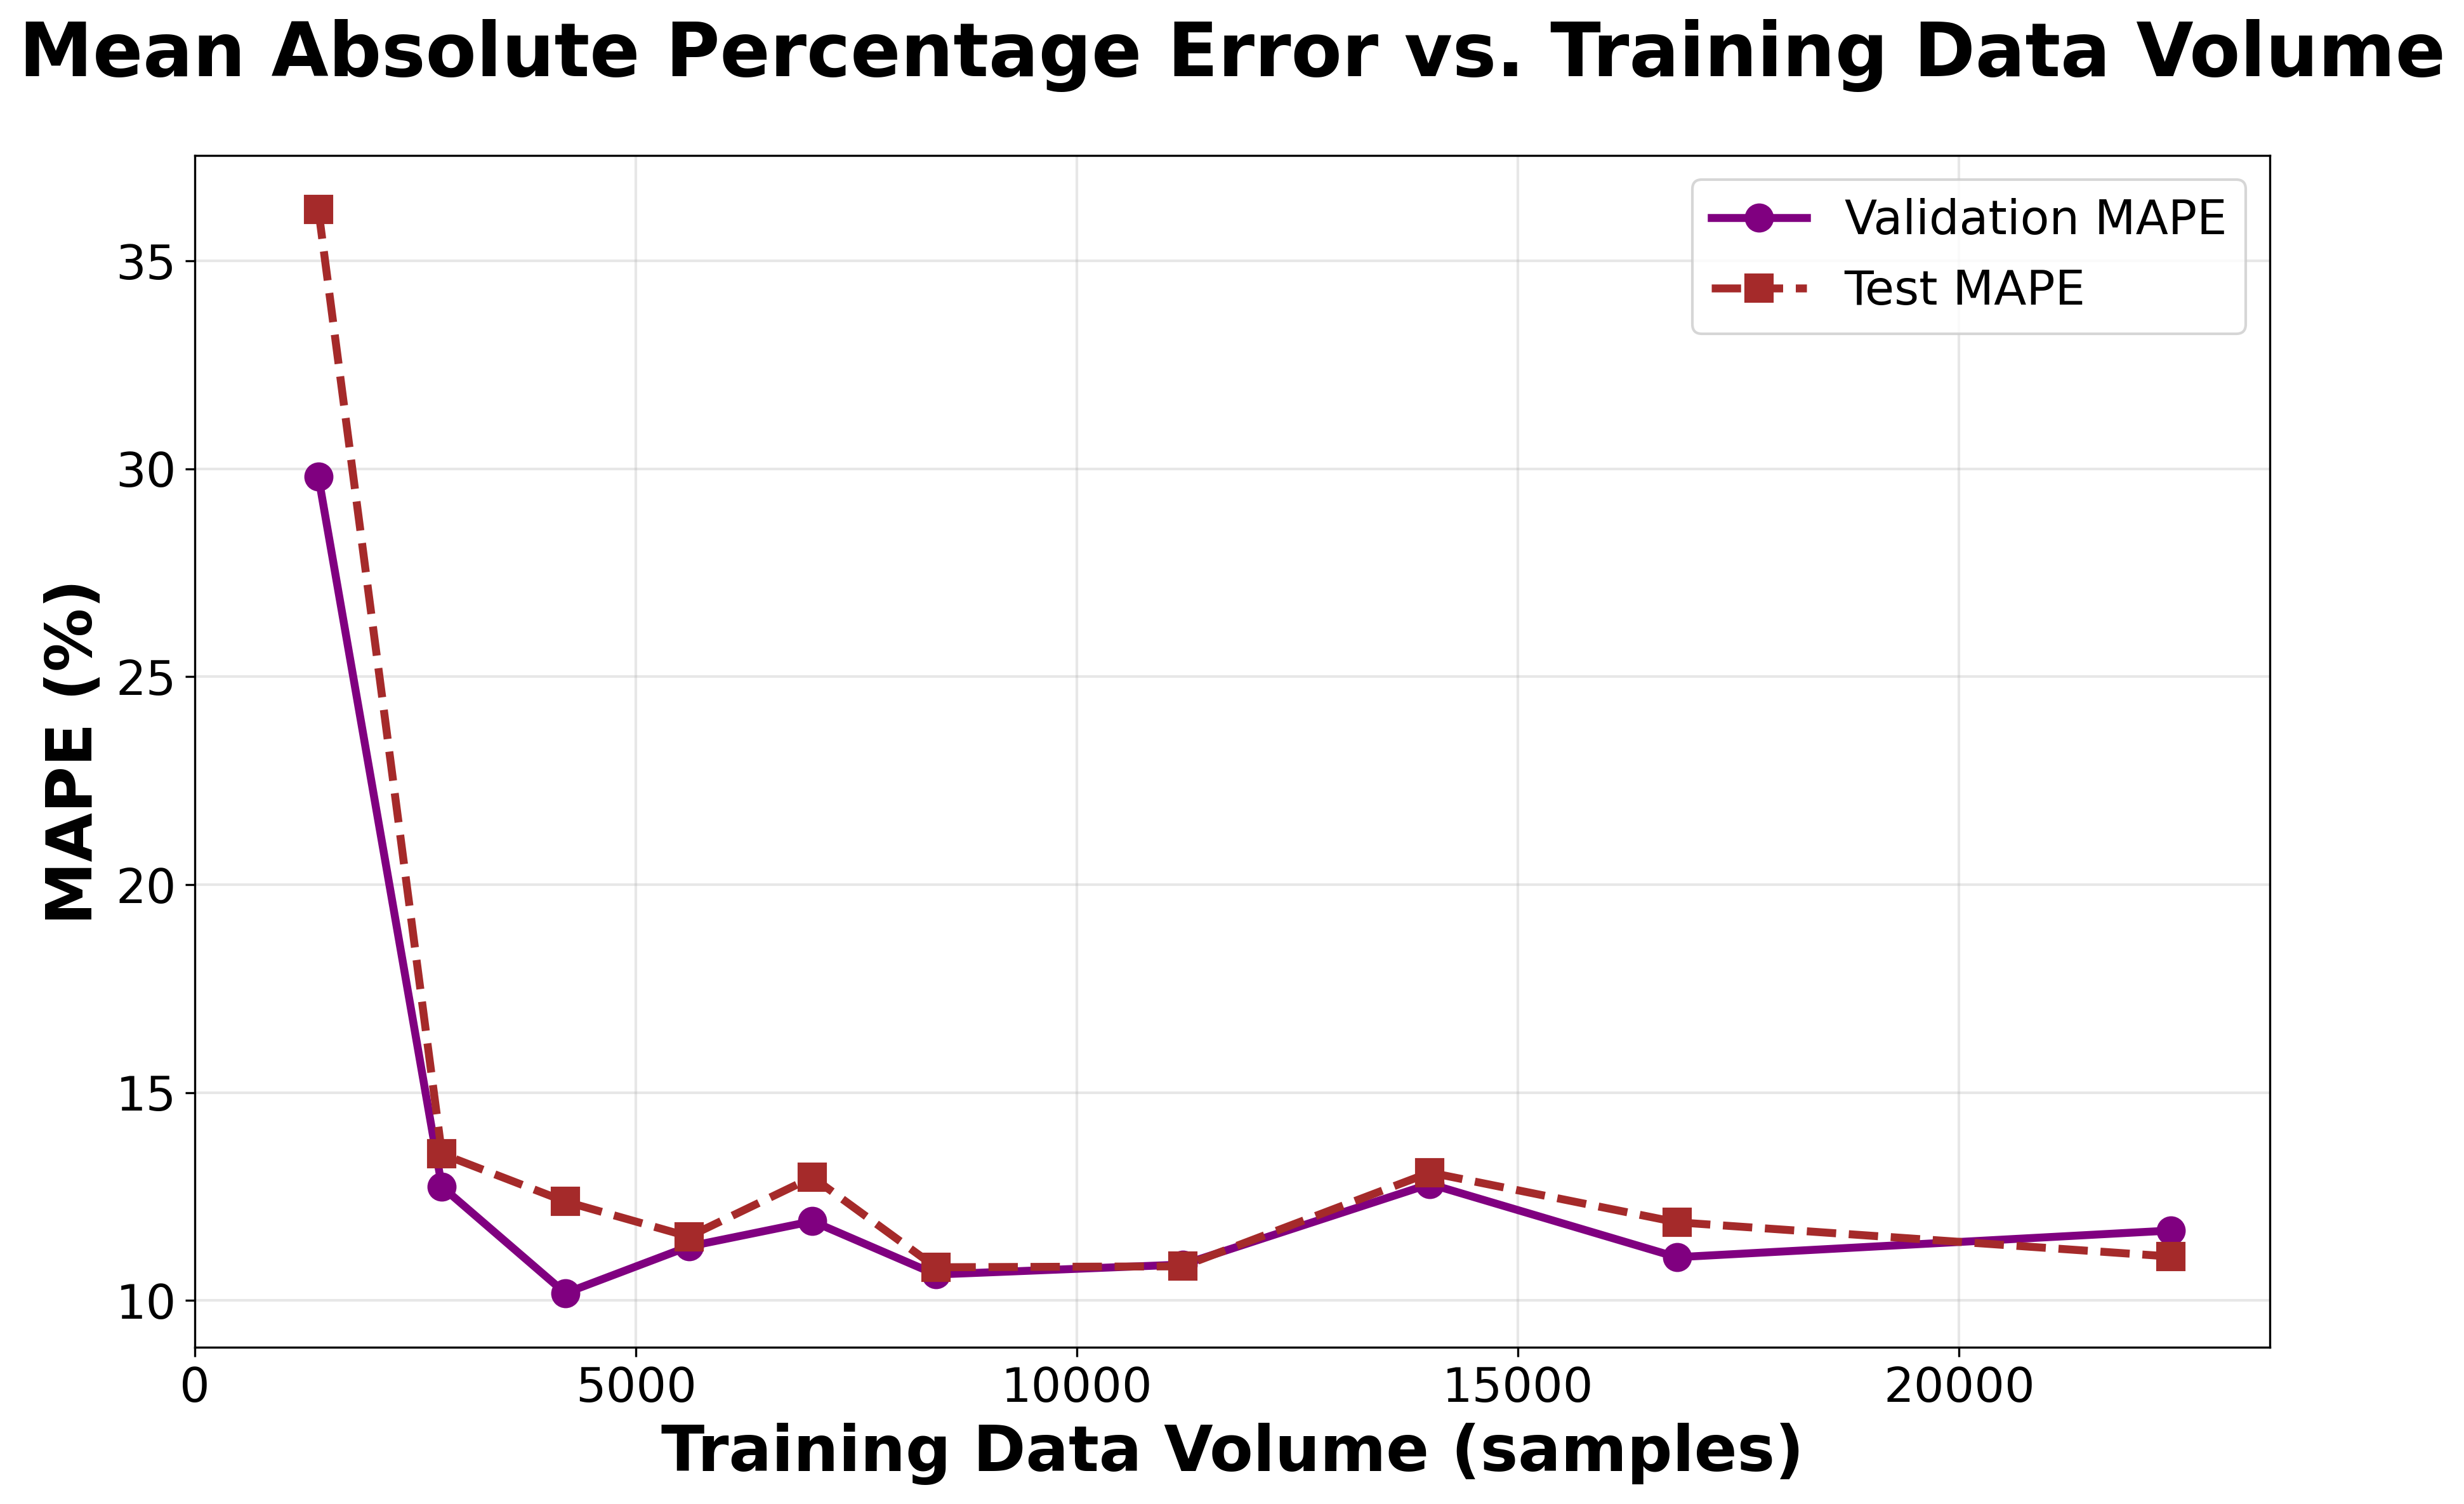 Mean Absolute Percentage Error vs. Training Data Volume
Validation MAPE
Test MAPE
MAPE (%)
35
30
25
20
15
10
0 5000 10000 15000 20000
Training Data Volume (samples)